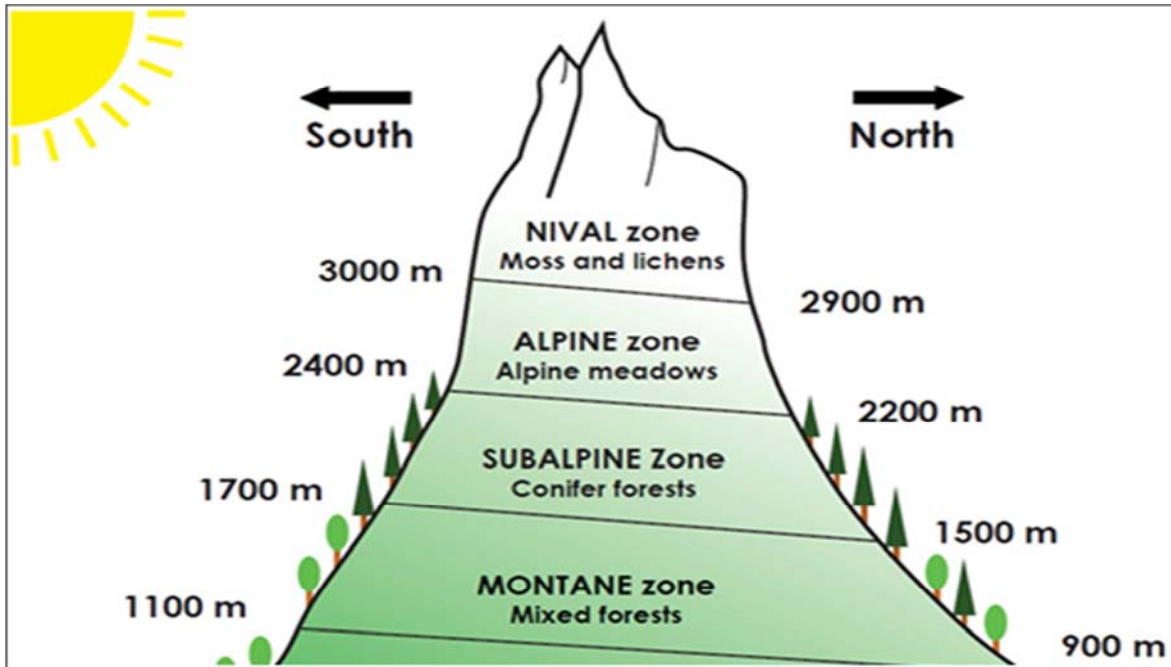 South
North
NIVAL zone
Moss and lichens
3000 m
2900 m
ALPINE zone
Alpine meadows
2400 m
2200 m
SUBALPINE Zone
Conifer forests
1700 m
1500 m
MONTANE zone
Mixed forests
1100 m
900 m